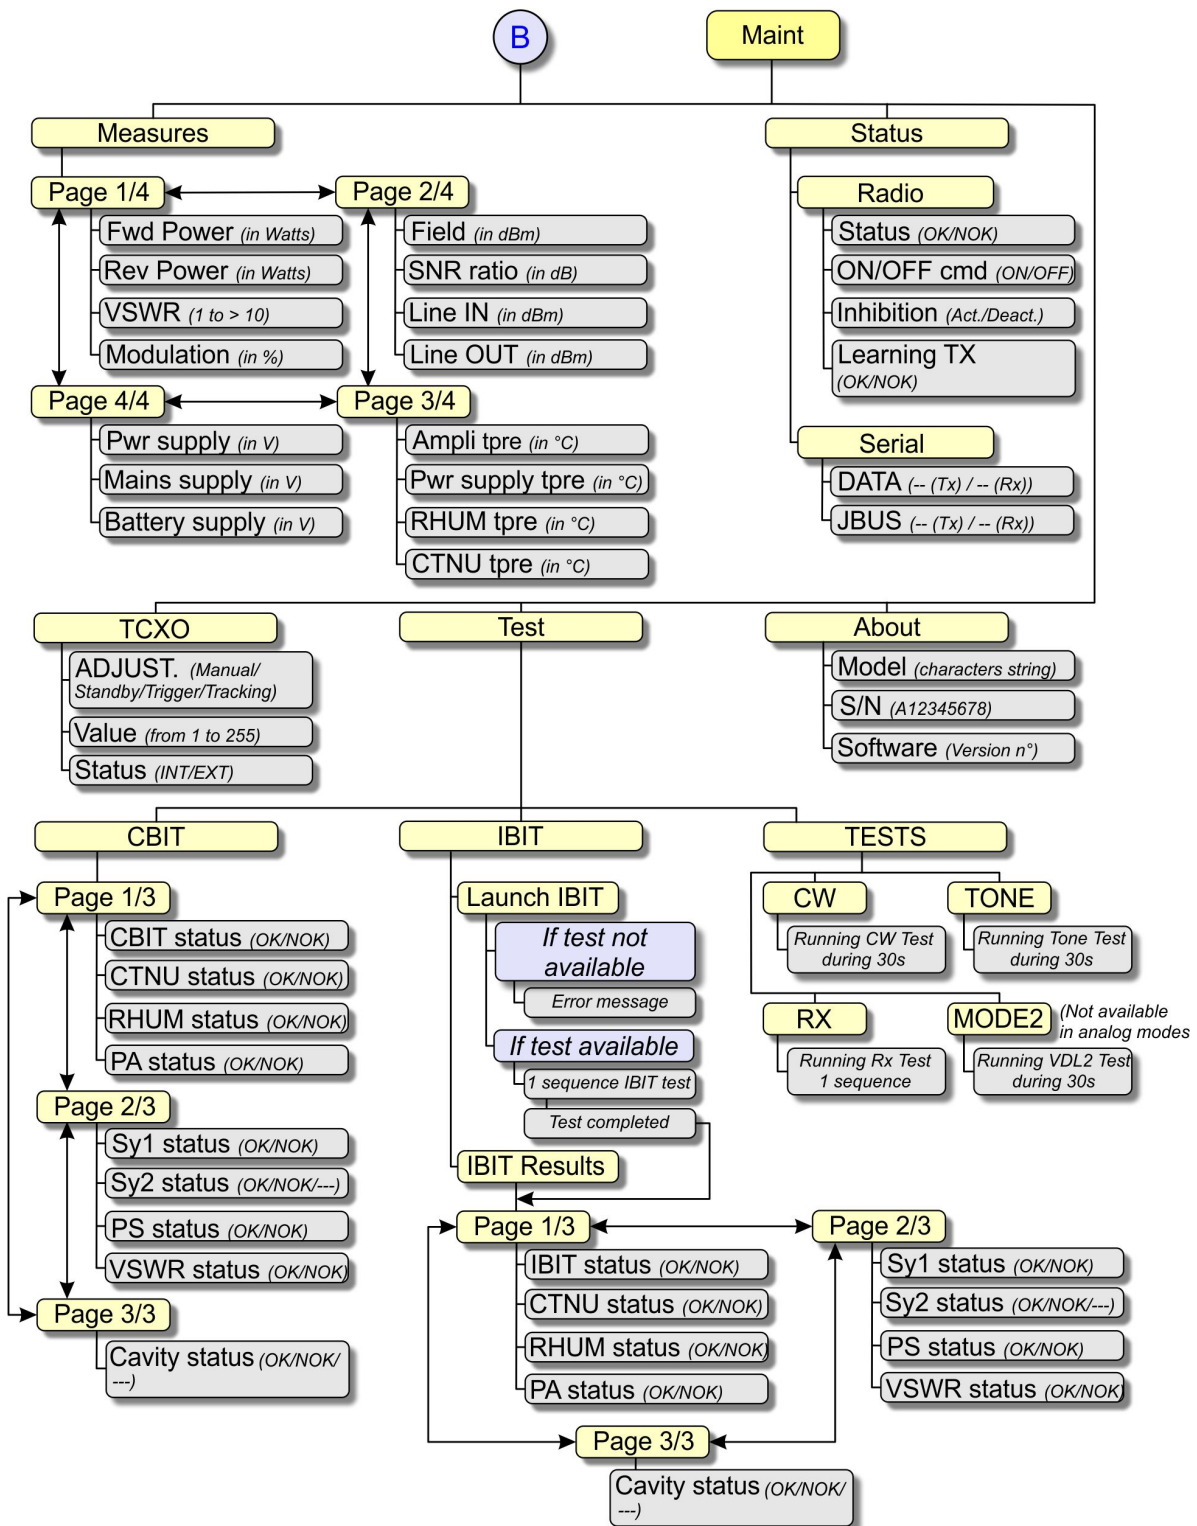 B
Maint
Measures
Status
Page 1/4
Page 2/4
Radio
Fwd Power (in Watts)
Field (in dBm)
Status (OK/NOK)
Rev Power (in Watts)
SNR ratio (in dB)
ON/OFF cmd (ON/OFF)
VSWR (1 to > 10)
Line IN (in dBm)
Inhibition (Act./Deact.)
Modulation (in %)
Line OUT (in dBm)
Learning TX
(OK/NOK)
Page 4/4
Page 3/4
Serial
Pwr supply (in V)
Ampli tpre (in °C)
Mains supply (in V)
Pwr supply tpre (in °C)
DATA (-- (Tx) / -- (Rx))
Battery supply (in V)
RHUM tpre (in °C)
JBUS (-- (Tx) / -- (Rx))
CTNU tpre (in °C)
TCXO
Test
About
ADJUST. (Manual/
Standby/Trigger/Tracking)
Model (characters string)
Value (from 1 to 255)
S/N (A12345678)
Status (INT/EXT)
Software (Version n°)
CBIT
IBIT
TESTS
Page 1/3
CBIT status (OK/NOK)
CTNU status (OK/NOK)
RHUM status (OK/NOK)
PA status (OK/NOK)
Page 2/3
Sy1 status (OK/NOK)
Sy2 status (OK/NOK/---)
PS status (OK/NOK)
VSWR status (OK/NOK)
Page 3/3
Cavity status (OK/NOK/
---)
Launch IBIT
If test not
available
Error message
If test available
1 sequence IBIT test
Test completed
IBIT Results
Page 1/3
IBIT status (OK/NOK)
CTNU status (OK/NOK)
RHUM status (OK/NOK)
PA status (OK/NOK)
Page 2/3
Sy1 status (OK/NOK)
Sy2 status (OK/NOK/---)
PS status (OK/NOK)
VSWR status (OK/NOK)
Page 3/3
Cavity status (OK/NOK/
---)
CW
Running CW Test
during 30s
TONE
Running Tone Test
during 30s
RX
Running Rx Test
1 sequence
MODE2
(Not available
in analog modes
Running VDL2 Test
during 30s